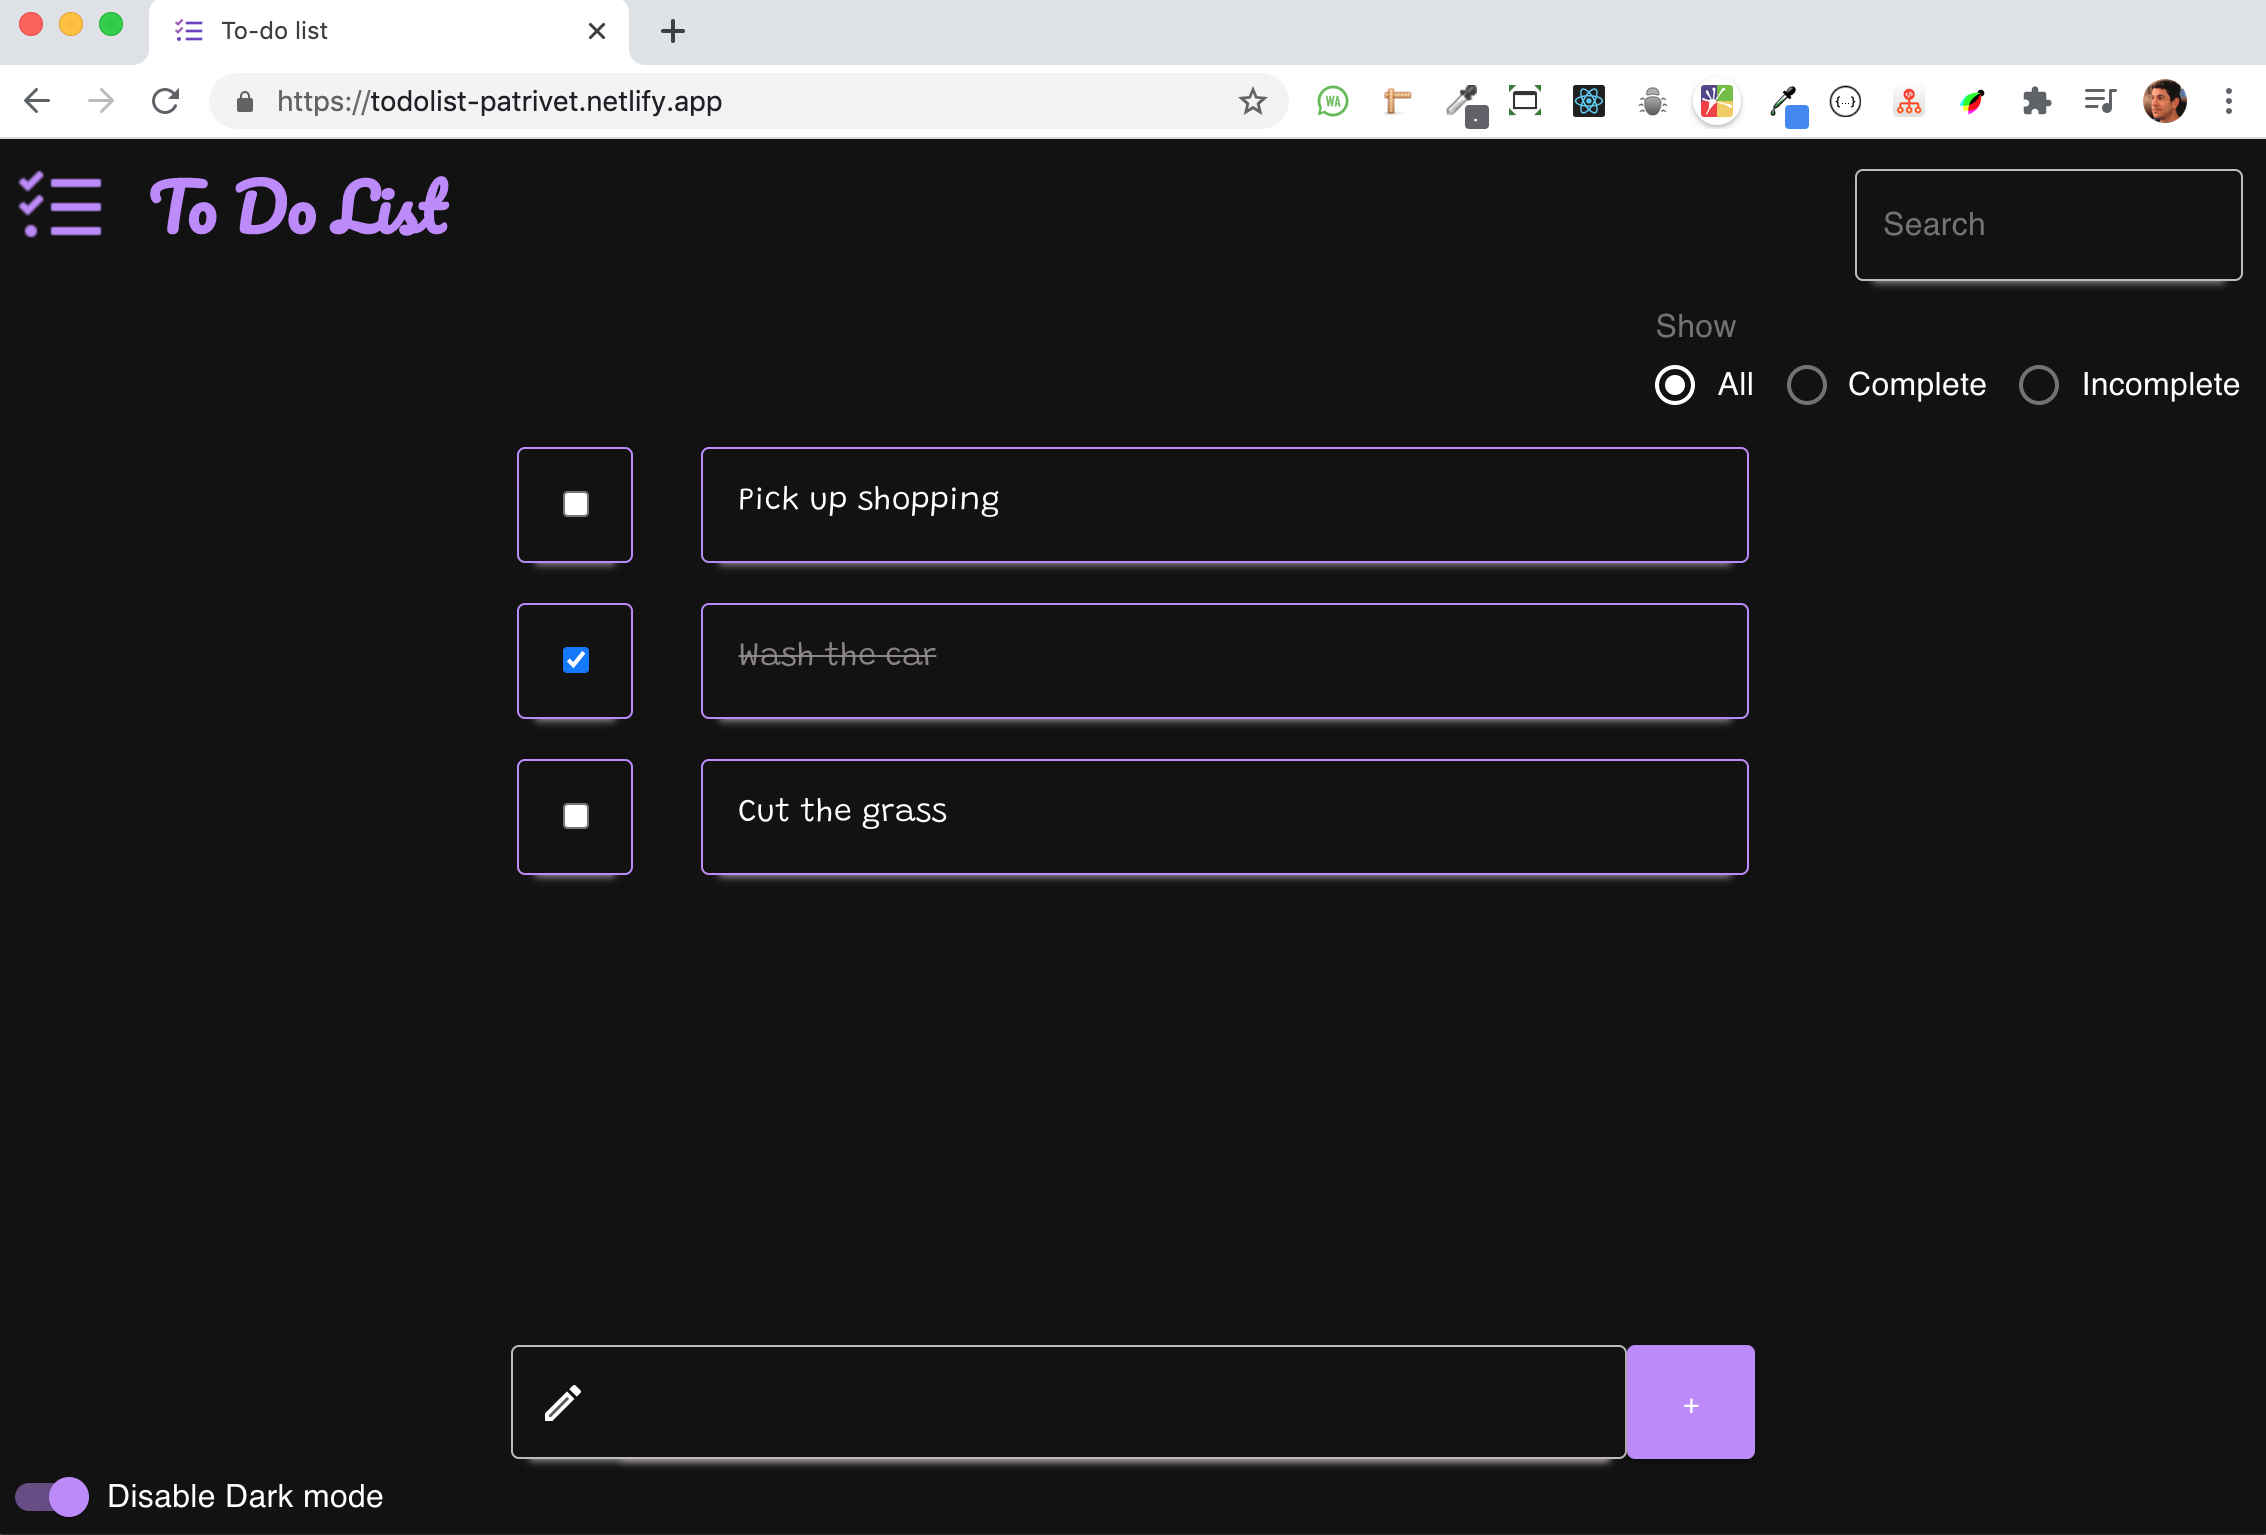 To-do list
https://todolist-patrivet.netlify.app
WA
{...}
To Do List
Search
Show
All Complete Incomplete
Pick up shopping
Wash the car
Cut the grass
+
Disable Dark mode